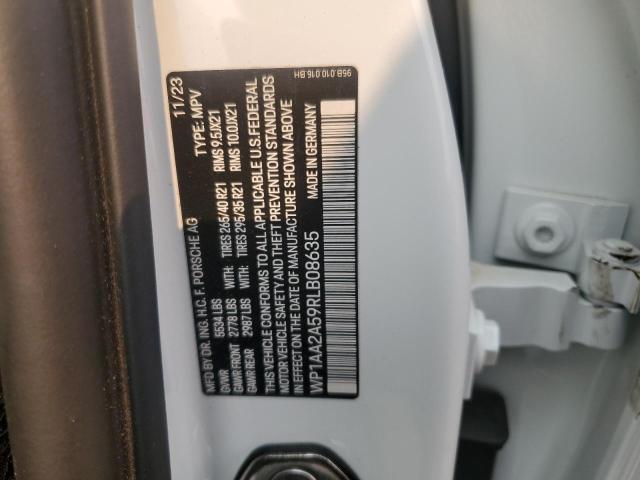 MFD BY DR. ING. H.C. F. PORSCHE AG 11/23
GVWR 5534 LBS TYPE: MPV
GAWR FRONT 2778 LBS WITH: TIRES 265/40 R21 RIMS 9.5JX21
GAWR REAR 2987 LBS WITH: TIRES 295/35 R21 RIMS 10.0JX21
THIS VEHICLE CONFORMS TO ALL APPLICABLE U.S.FEDERAL
MOTOR VEHICLE SAFETY AND THEFT PREVENTION STANDARDS
IN EFFECT ON THE DATE OF MANUFACTURE SHOWN ABOVE
MADE IN GERMANY
WP1AA2A59RLB08635
95B.010.016.BH